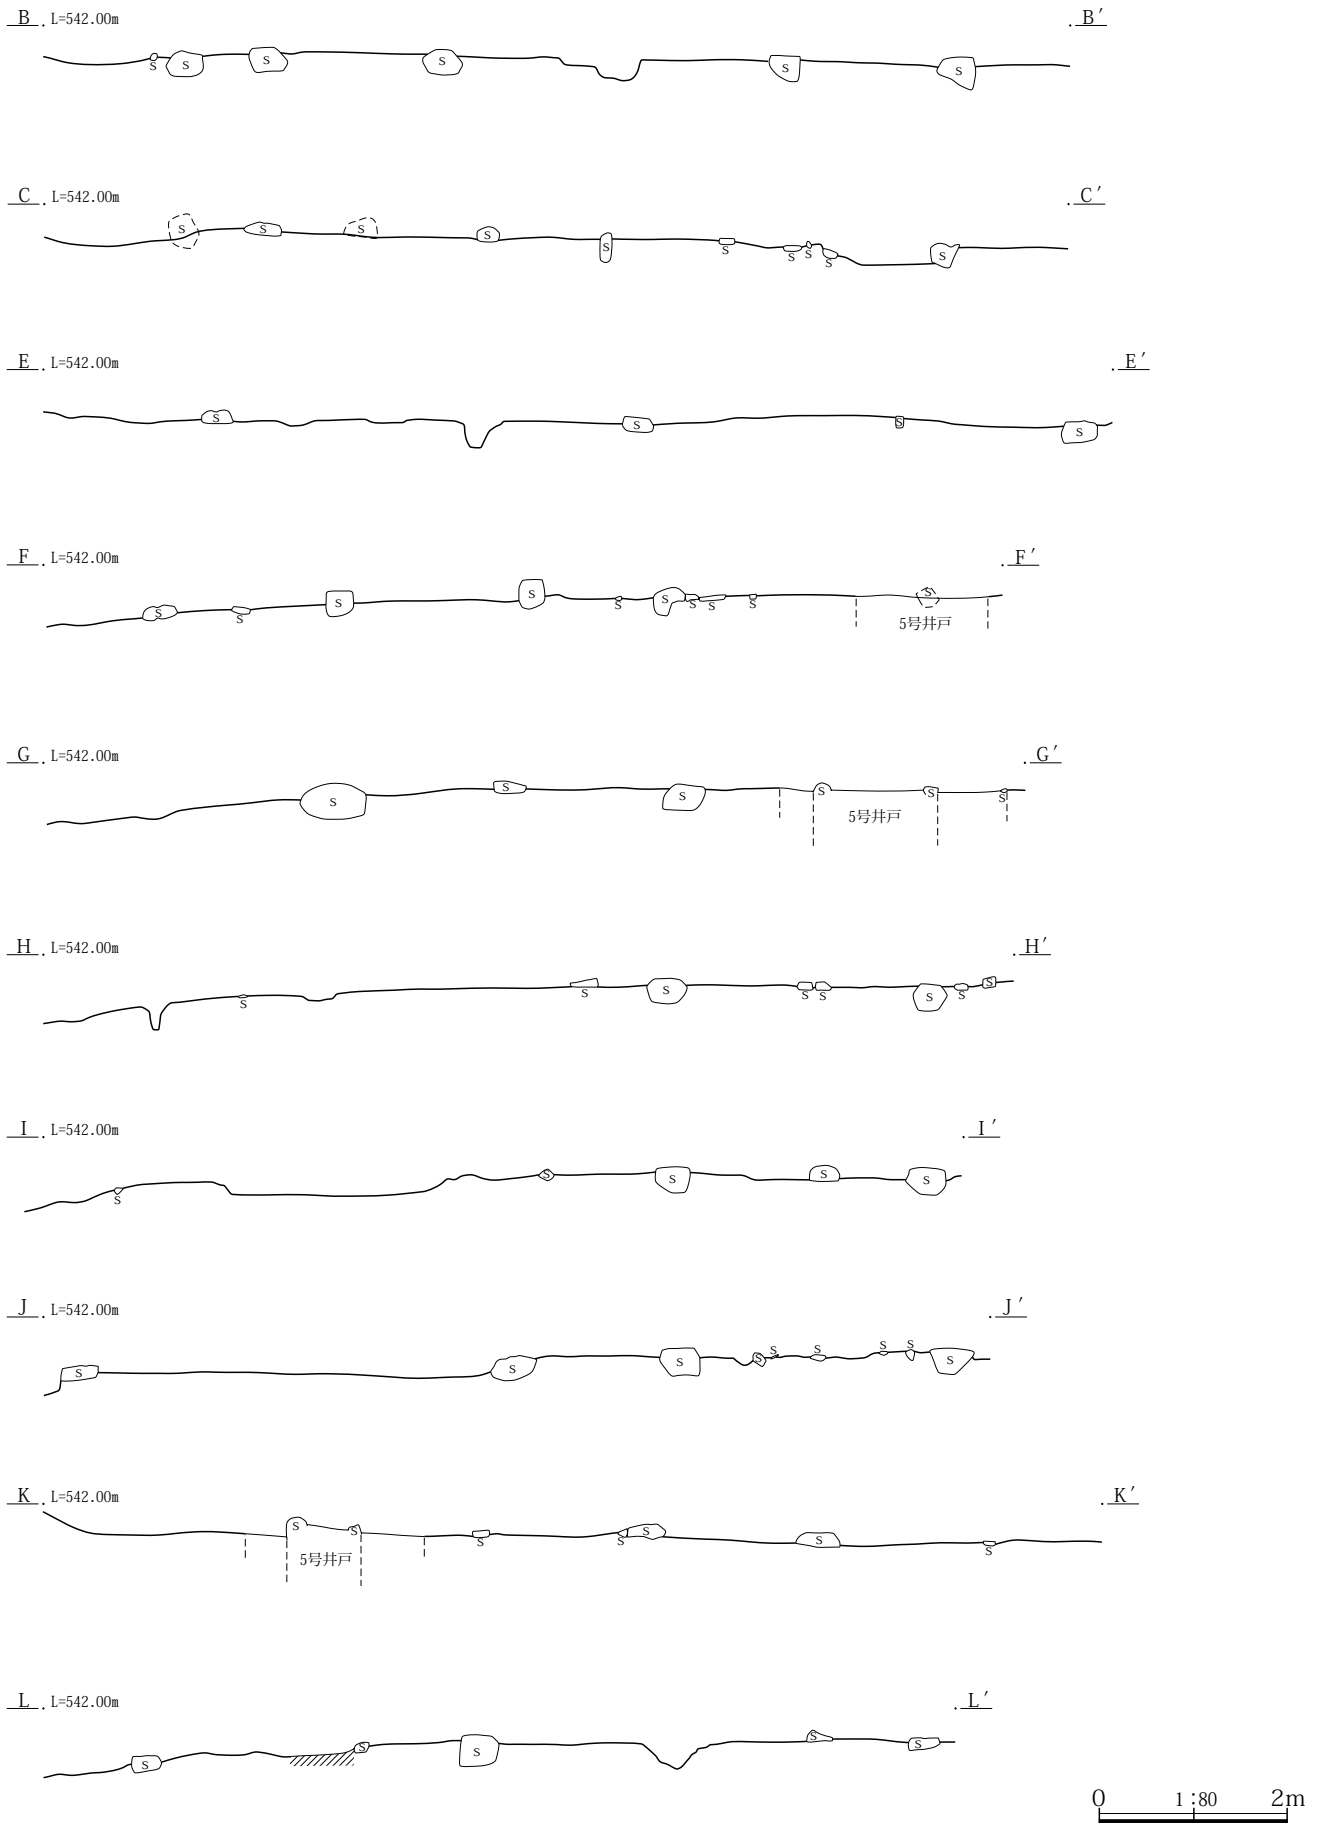 B . L=542.00m . B′
S S S S S S
C . L=542.00m . C′
S S S S S S S S S S
E . L=542.00m . E′
S S S S
F . L=542.00m . F′
S S S S S S S S S S
5号井戸
G . L=542.00m . G′
S S S S S S
5号井戸
H . L=542.00m . H′
S S S S S S S S
I . L=542.00m . I′
S S S S S
J . L=542.00m . J′
S S S S S S S S S
K . L=542.00m . K′
S S S S S S S
5号井戸
L . L=542.00m . L′
S S S S S
0 1:80 2m